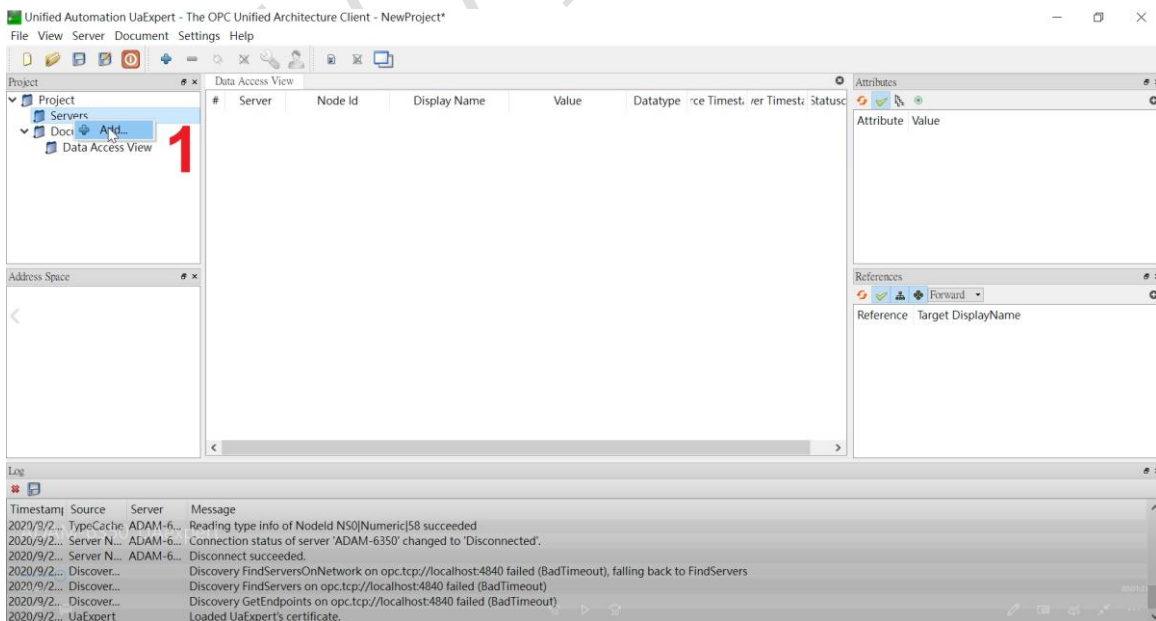 Unified Automation UaExpert - The OPC Unified Architecture Client - NewProject*
File View Server Document Settings Help
Project
Project
Servers
Add...
Data Access View
1
Data Access View
# Server Node Id Display Name Value Datatype rce Timest: ver Timest: Statusc
Attributes
Attribute Value
Address Space
References
Forward
Reference Target DisplayName
Log
Timestamp Source Server Message
2020/9/2... TypeCache ADAM-6... Reading type info of NodeId NS0|Numeric|58 succeeded
2020/9/2... Server N... ADAM-6... Connection status of server 'ADAM-6350' changed to 'Disconnected'.
2020/9/2... Server N... ADAM-6... Disconnect succeeded.
2020/9/2... Discover... Discovery FindServersOnNetwork on opc.tcp://localhost:4840 failed (BadTimeout), falling back to FindServers
2020/9/2... Discover... Discovery FindServers on opc.tcp://localhost:4840 failed (BadTimeout)
2020/9/2... Discover... Discovery GetEndpoints on opc.tcp://localhost:4840 failed (BadTimeout)
2020/9/2... UaExpert Loaded UaExpert's certificate.